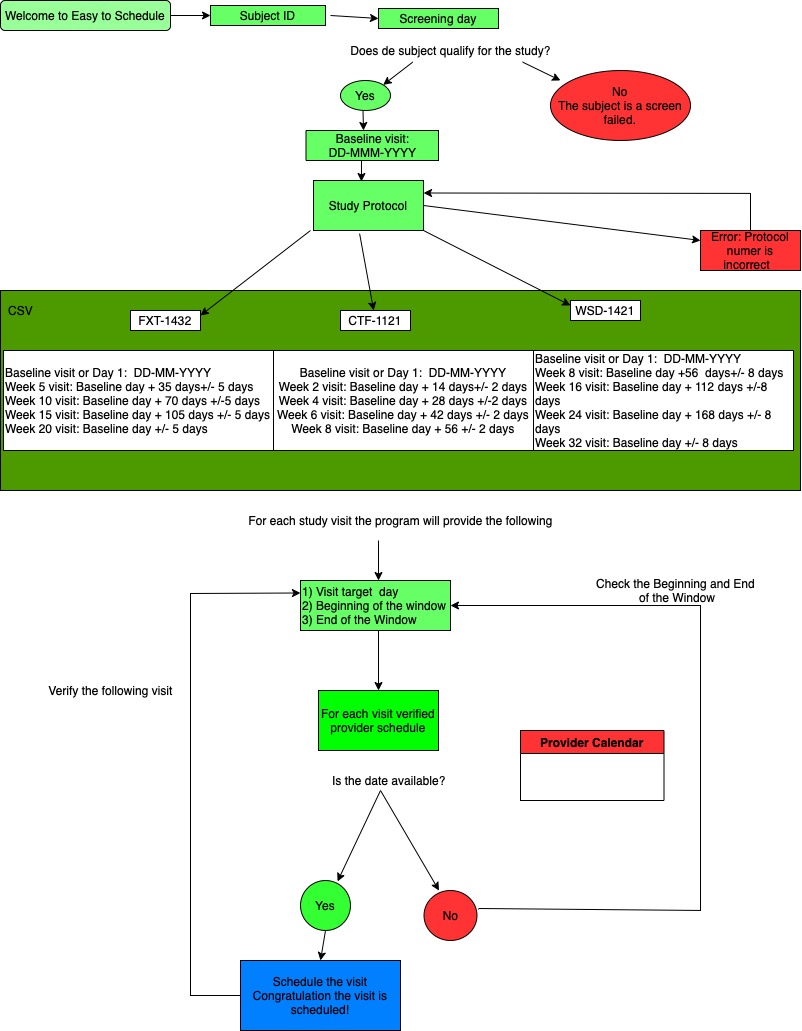 Welcome to Easy to Schedule
Subject ID
Screening day
Does de subject qualify for the study?
Yes
No
The subject is a screen
failed.
Baseline visit:
DD-MMM-YYYY
Study Protocol
Error: Protocol
numer is
incorrect
CSV
FXT-1432
CTF-1121
WSD-1421
Baseline visit or Day 1:  DD-MM-YYYY
Week 5 visit: Baseline day + 35 days+/- 5 days
Week 10 visit: Baseline day + 70 days +/-5 days
Week 15 visit: Baseline day + 105 days +/- 5 days
Week 20 visit: Baseline day +/- 5 days
Baseline visit or Day 1:  DD-MM-YYYY
Week 2 visit: Baseline day + 14 days+/- 2 days
Week 4 visit: Baseline day + 28 days +/-2 days
Week 6 visit: Baseline day + 42 days +/- 2 days
Week 8 visit: Baseline day + 56 +/- 2 days
Baseline visit or Day 1:  DD-MM-YYYY
Week 8 visit: Baseline day +56  days+/- 8 days
Week 16 visit: Baseline day + 112 days +/-8
days
Week 24 visit: Baseline day + 168 days +/- 8
days
Week 32 visit: Baseline day +/- 8 days
For each study visit the program will provide the following
1) Visit target  day
2) Beginning of the window
3) End of the Window
Check the Beginning and End
of the Window
Verify the following visit
For each visit verified
provider schedule
Provider Calendar
Is the date available?
Yes
No
Schedule the visit
Congratulation the visit is
scheduled!